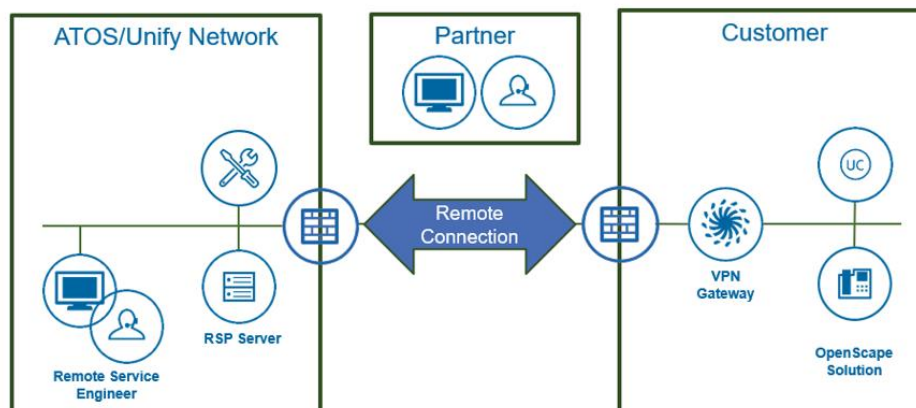 ATOS/Unify Network
Partner
Customer
UC
Remote
Connection
VPN
Gateway
RSP Server
Remote Service
Engineer
OpenScape
Solution